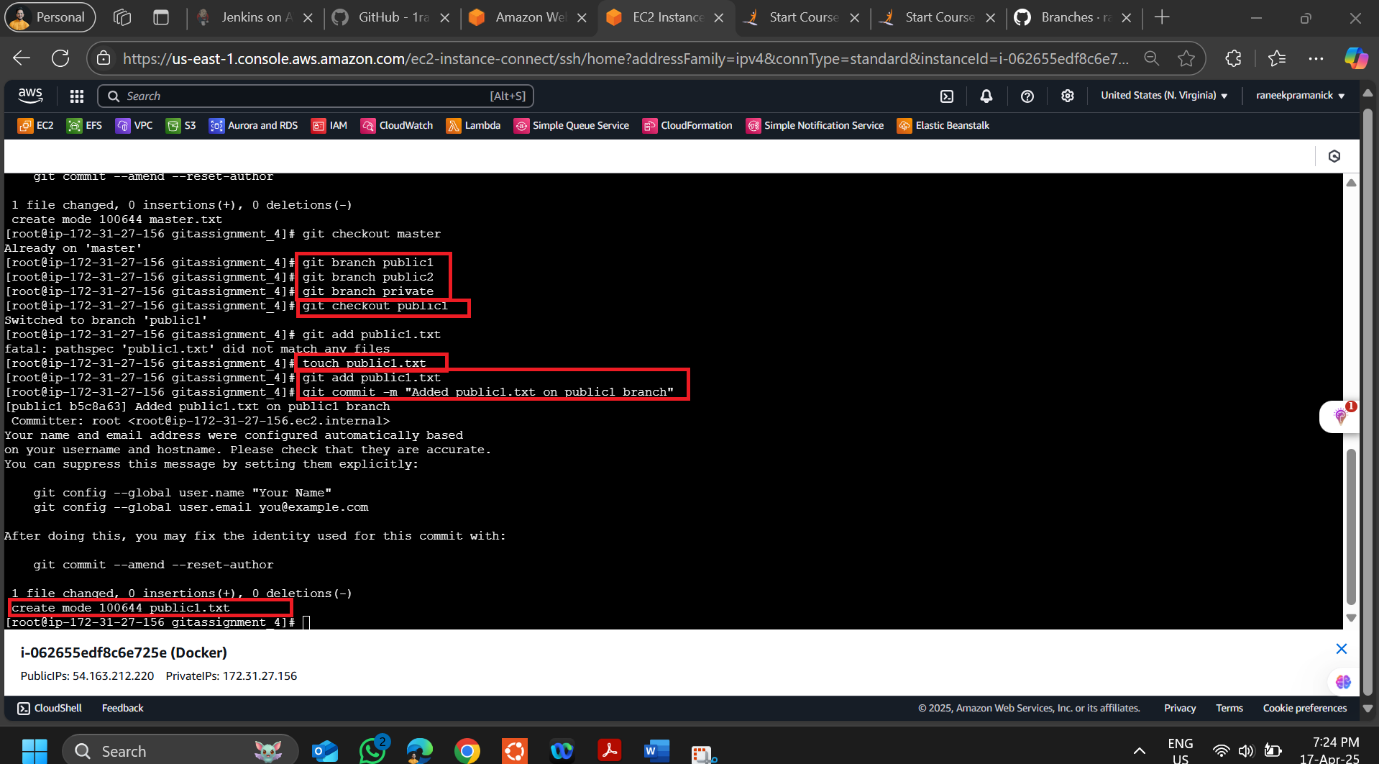 Personal
Jenkins on A
GitHub - 1ra
Amazon We
EC2 Instance
Start Course
Start Course
Branches · ra
https://us-east-1.console.aws.amazon.com/ec2-instance-connect/ssh/home?addressFamily=ipv4&connType=standard&instanceId=i-062655edf8c6e7...
aws
Search
[Alt+S]
United States (N. Virginia)
raneekpramanick
EC2 EFS VPC S3 Aurora and RDS IAM CloudWatch Lambda Simple Queue Service CloudFormation Simple Notification Service Elastic Beanstalk
git commit --amend --reset-author
1 file changed, 0 insertions(+), 0 deletions(-)
create mode 100644 master.txt
[root@ip-172-31-27-156 gitassignment_4]# git checkout master
Already on 'master'
[root@ip-172-31-27-156 gitassignment_4]# git branch public1
[root@ip-172-31-27-156 gitassignment_4]# git branch public2
[root@ip-172-31-27-156 gitassignment_4]# git branch private
[root@ip-172-31-27-156 gitassignment_4]# git checkout public1
Switched to branch 'public1'
[root@ip-172-31-27-156 gitassignment_4]# git add public1.txt
fatal: pathspec 'public1.txt' did not match any files
[root@ip-172-31-27-156 gitassignment_4]# touch public1.txt
[root@ip-172-31-27-156 gitassignment_4]# git add public1.txt
[root@ip-172-31-27-156 gitassignment_4]# git commit -m "Added public1.txt on public1 branch"
[public1 b5c8a63] Added public1.txt on public1 branch
Committer: root <root@ip-172-31-27-156.ec2.internal>
Your name and email address were configured automatically based
on your username and hostname. Please check that they are accurate.
You can suppress this message by setting them explicitly:
git config --global user.name "Your Name"
git config --global user.email you@example.com
After doing this, you may fix the identity used for this commit with:
git commit --amend --reset-author
1 file changed, 0 insertions(+), 0 deletions(-)
create mode 100644 public1.txt
[root@ip-172-31-27-156 gitassignment_4]#
1
i-062655edf8c6e725e (Docker)
PublicIPs: 54.163.212.220 PrivateIPs: 172.31.27.156
CloudShell Feedback © 2025, Amazon Web Services, Inc. or its affiliates. Privacy Terms Cookie preferences
Search
2
ENG
US
7:24 PM
17-Apr-25